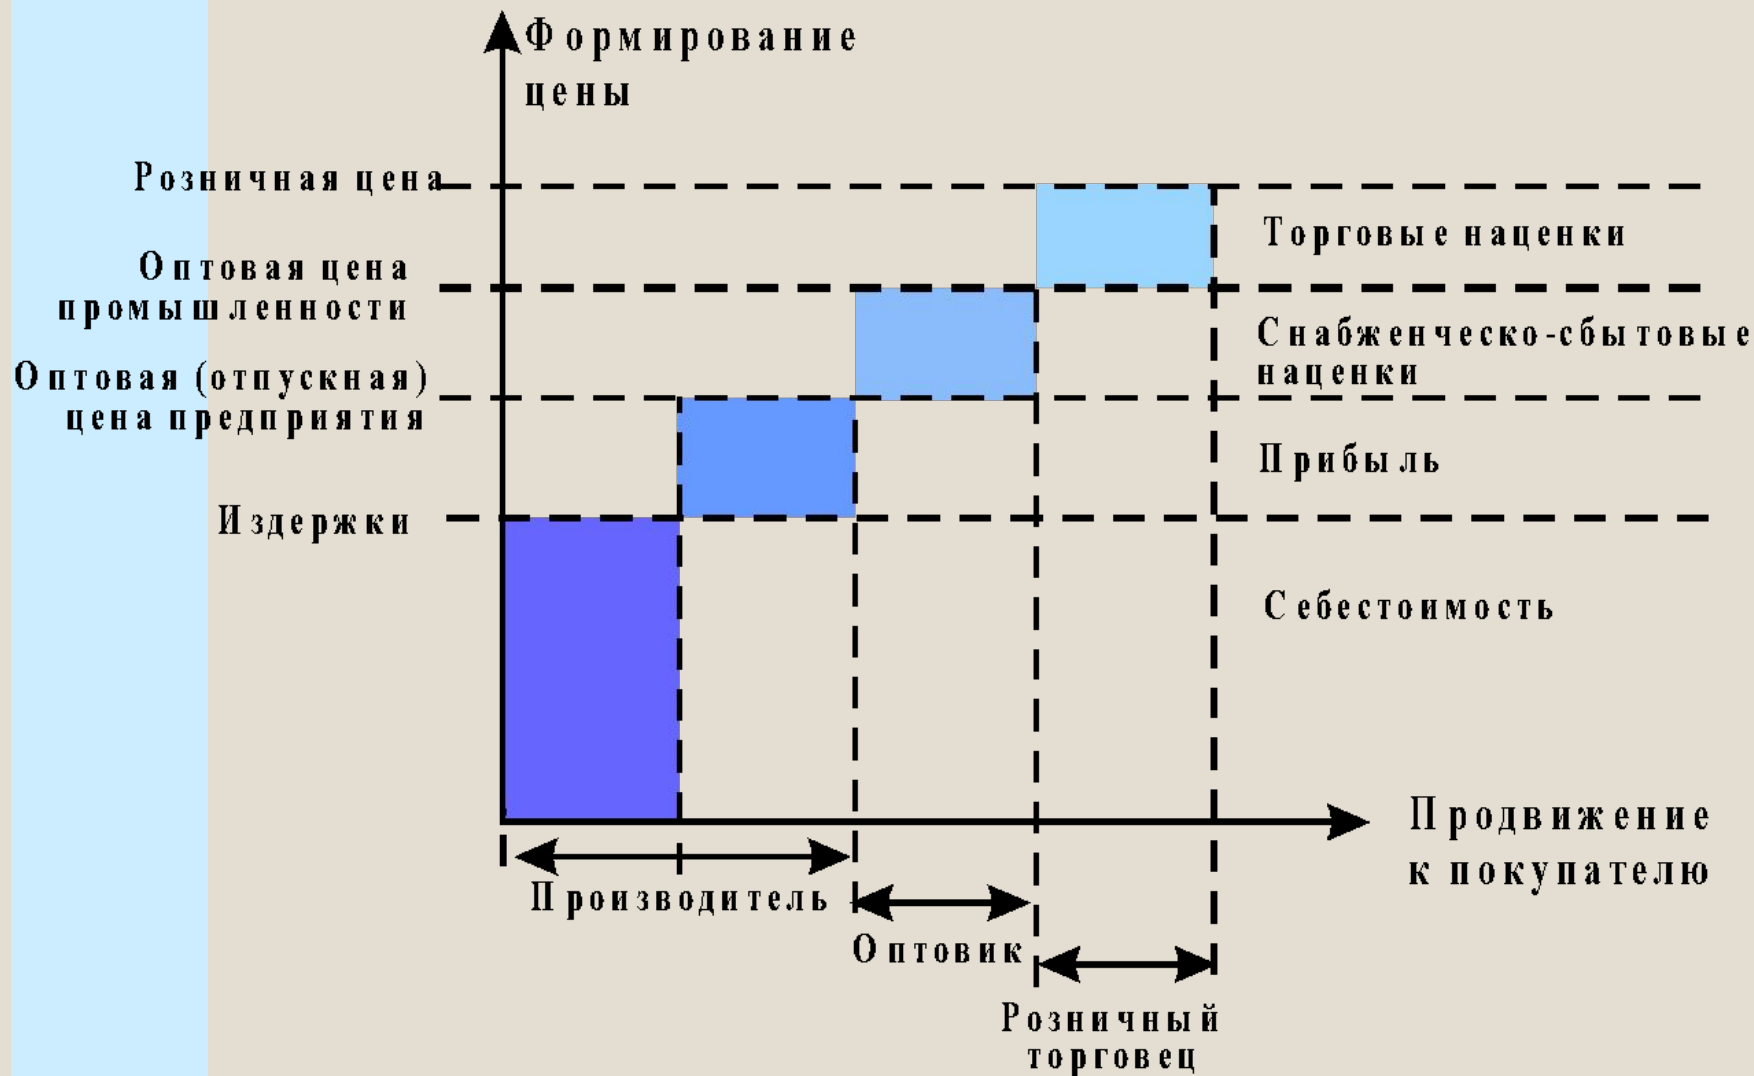 Формирование
цены
Розничная цена
Торговые наценки
Оптовая цена
промышленности
Снабженческо-сбытовые
наценки
Оптовая (отпускная)
цена предприятия
Прибыль
Издержки
Себестоимость
Продвижение
к покупателю
Производитель
Оптовик
Розничный
торговец